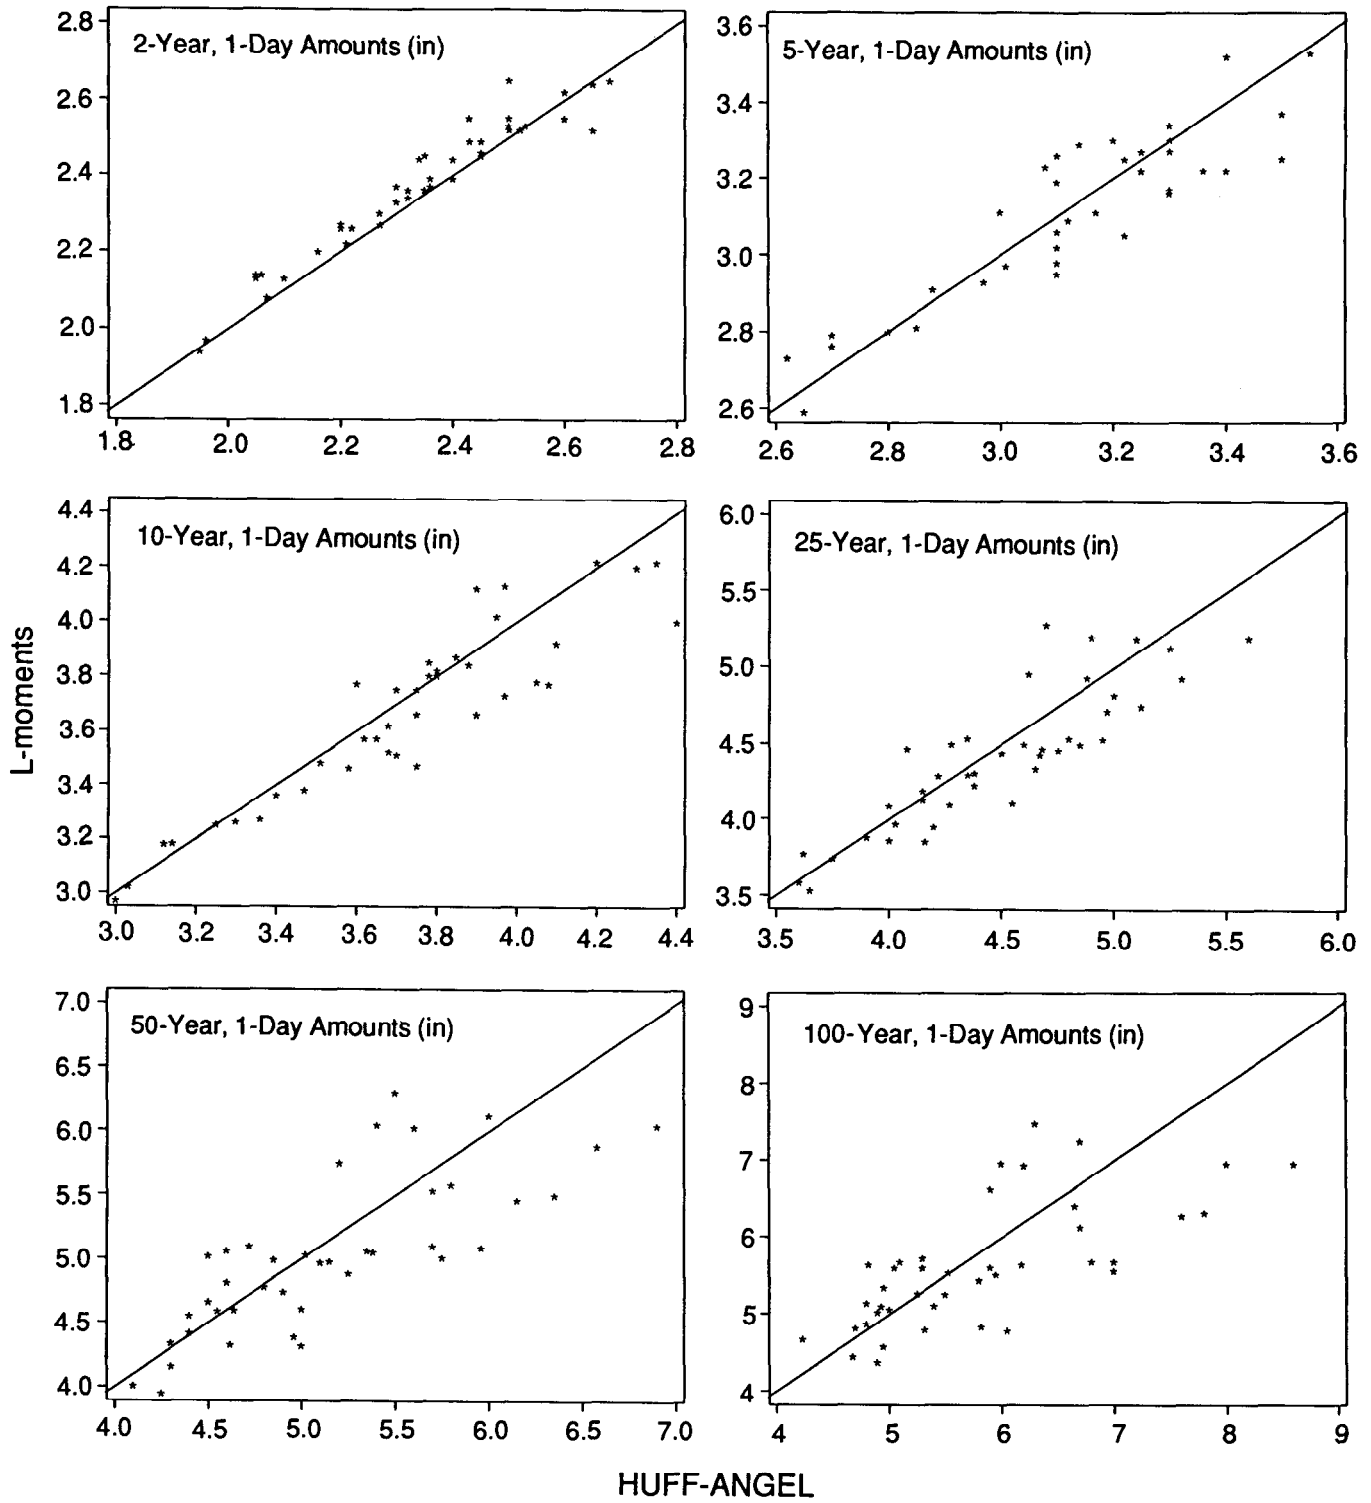 2-Year, 1-Day Amounts (in)
2.8
2.6
2.4
2.2
2.0
1.8
1.8 2.0 2.2 2.4 2.6 2.8
5-Year, 1-Day Amounts (in)
3.6
3.4
3.2
3.0
2.8
2.6
2.6 2.8 3.0 3.2 3.4 3.6
L-moments
10-Year, 1-Day Amounts (in)
4.4
4.2
4.0
3.8
3.6
3.4
3.2
3.0
3.0 3.2 3.4 3.6 3.8 4.0 4.2 4.4
25-Year, 1-Day Amounts (in)
6.0
5.5
5.0
4.5
4.0
3.5
3.5 4.0 4.5 5.0 5.5 6.0
50-Year, 1-Day Amounts (in)
7.0
6.5
6.0
5.5
5.0
4.5
4.0
4.0 4.5 5.0 5.5 6.0 6.5 7.0
100-Year, 1-Day Amounts (in)
9
8
7
6
5
4
4 5 6 7 8 9
HUFF-ANGEL